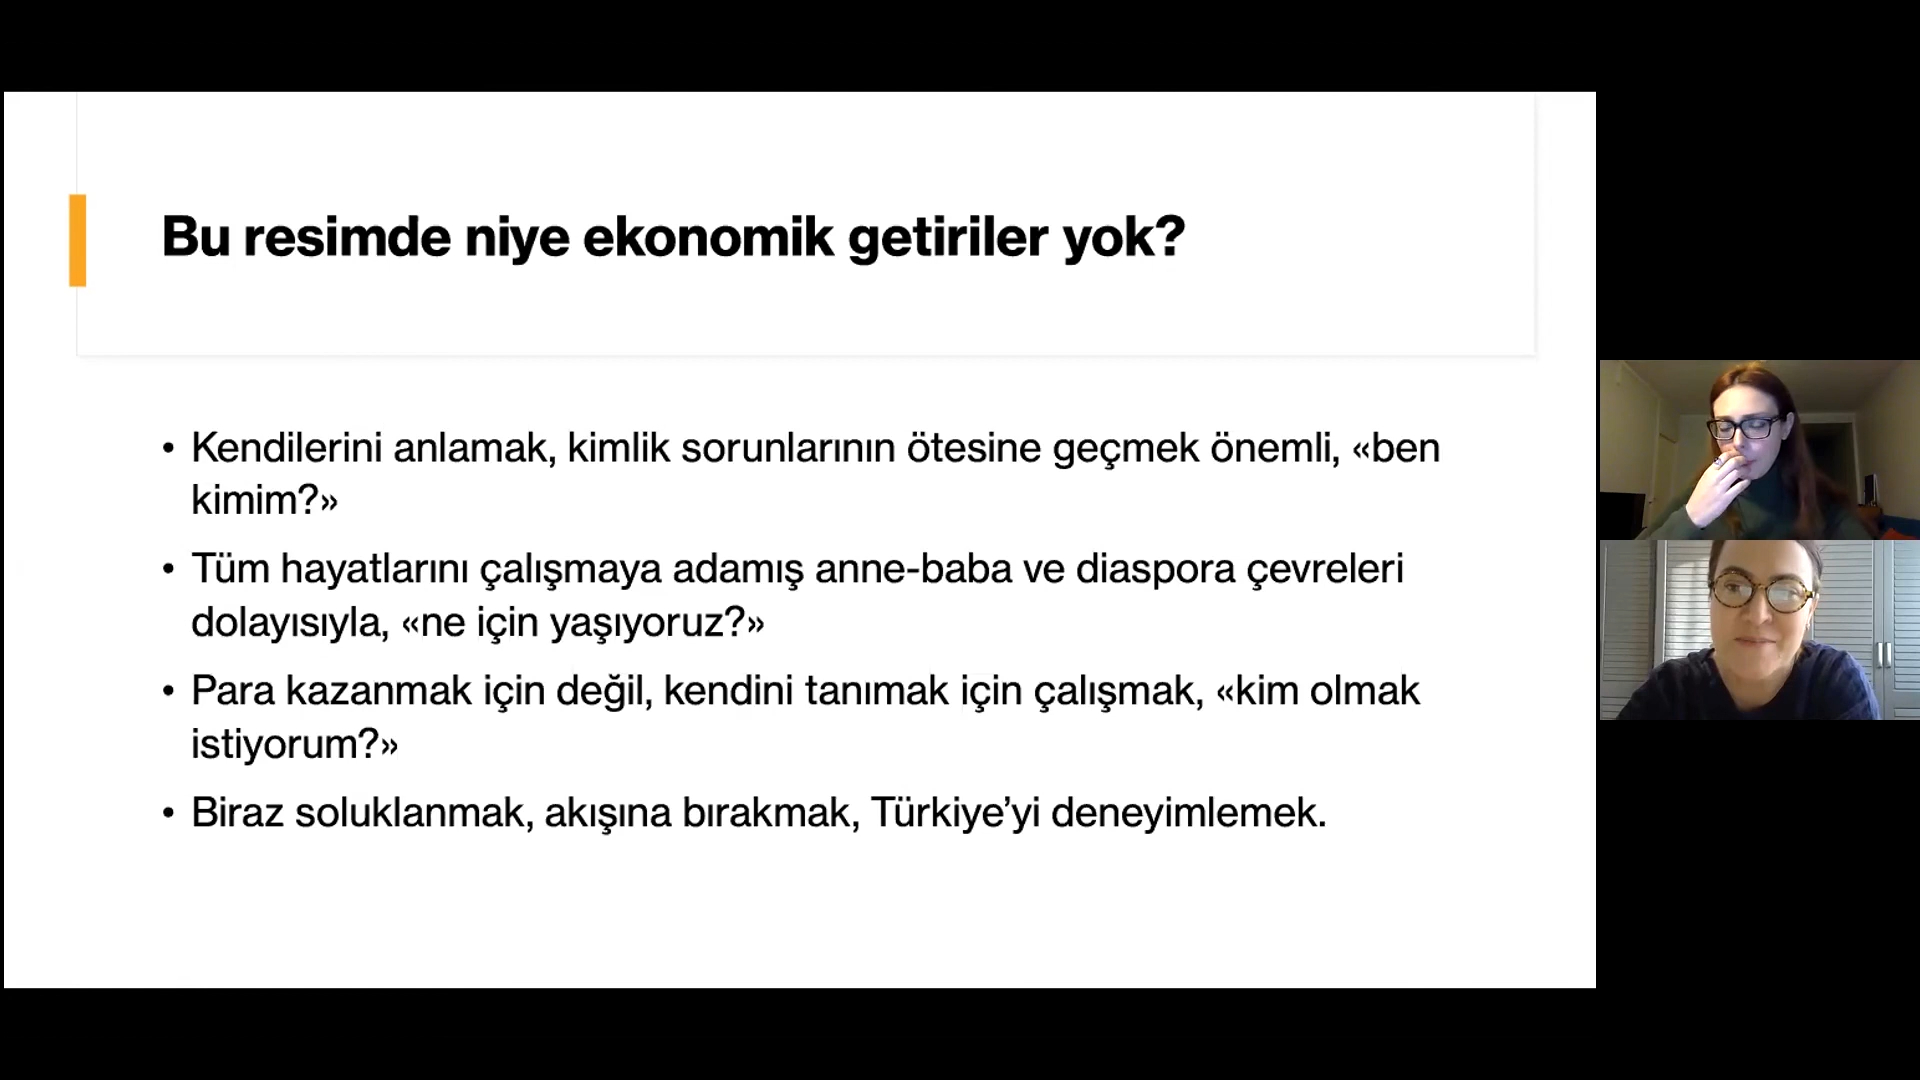 Bu resimde niye ekonomik getiriler yok?
• Kendilerini anlamak, kimlik sorunlarının ötesine geçmek önemli, «ben
kimim?»
• Tüm hayatlarını çalışmaya adamış anne-baba ve diaspora çevreleri
dolayısıyla, «ne için yaşıyoruz?»
• Para kazanmak için değil, kendini tanımak için çalışmak, «kim olmak
istiyorum?»
• Biraz soluklanmak, akışına bırakmak, Türkiye’yi deneyimlemek.